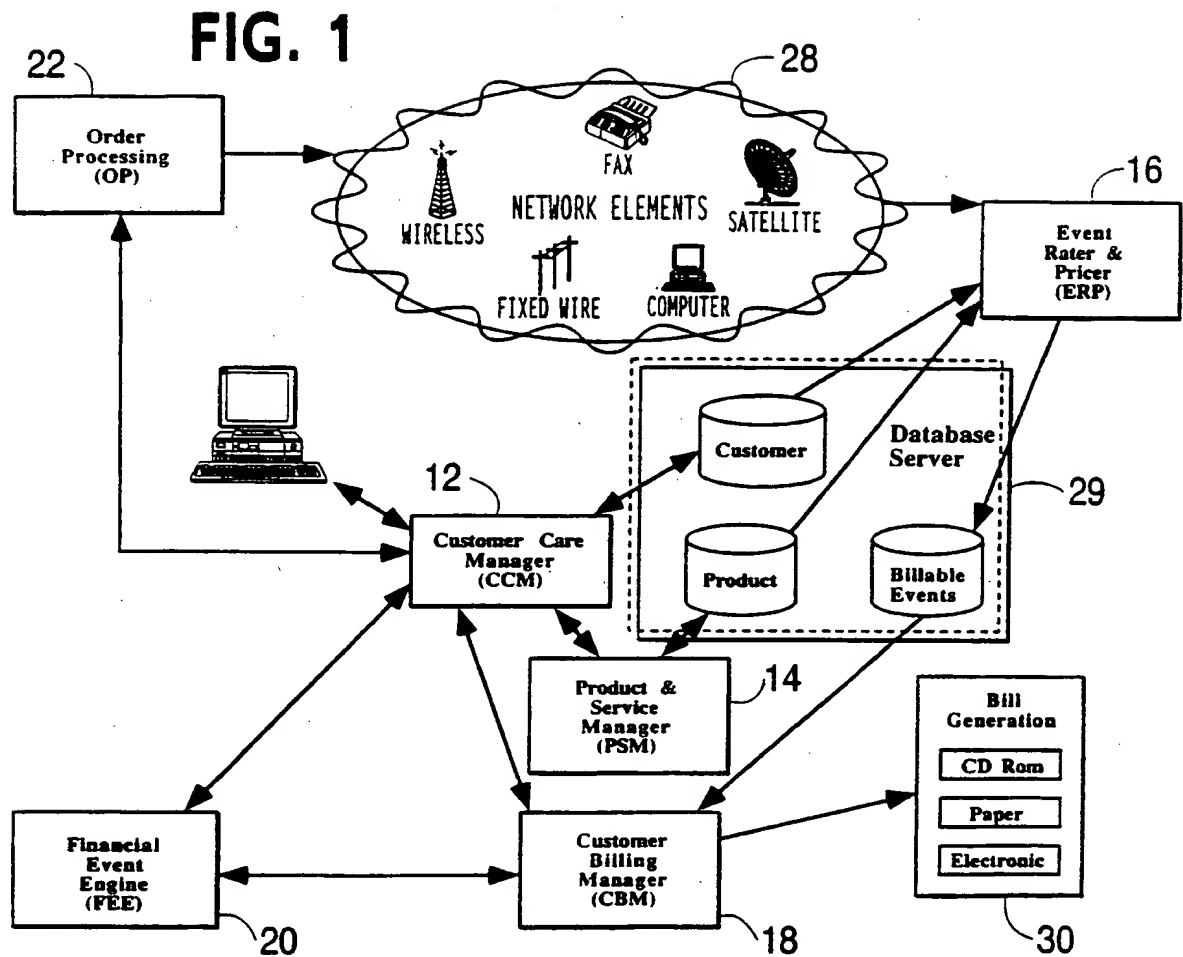 FIG. 1
22
Order
Processing
(OP)
28
FAX
WIRELESS
NETWORK ELEMENTS
SATELLITE
FIXED WIRE
COMPUTER
16
Event
Rater &
Pricer
(ERP)
Customer
Database
Server
29
Product
Billable
Events
12
Customer Care
Manager
(CCM)
Product &
Service
Manager
(PSM)
14
Bill
Generation
CD Rom
Paper
Electronic
30
Financial
Event
Engine
(FEE)
20
Customer
Billing
Manager
(CBM)
18